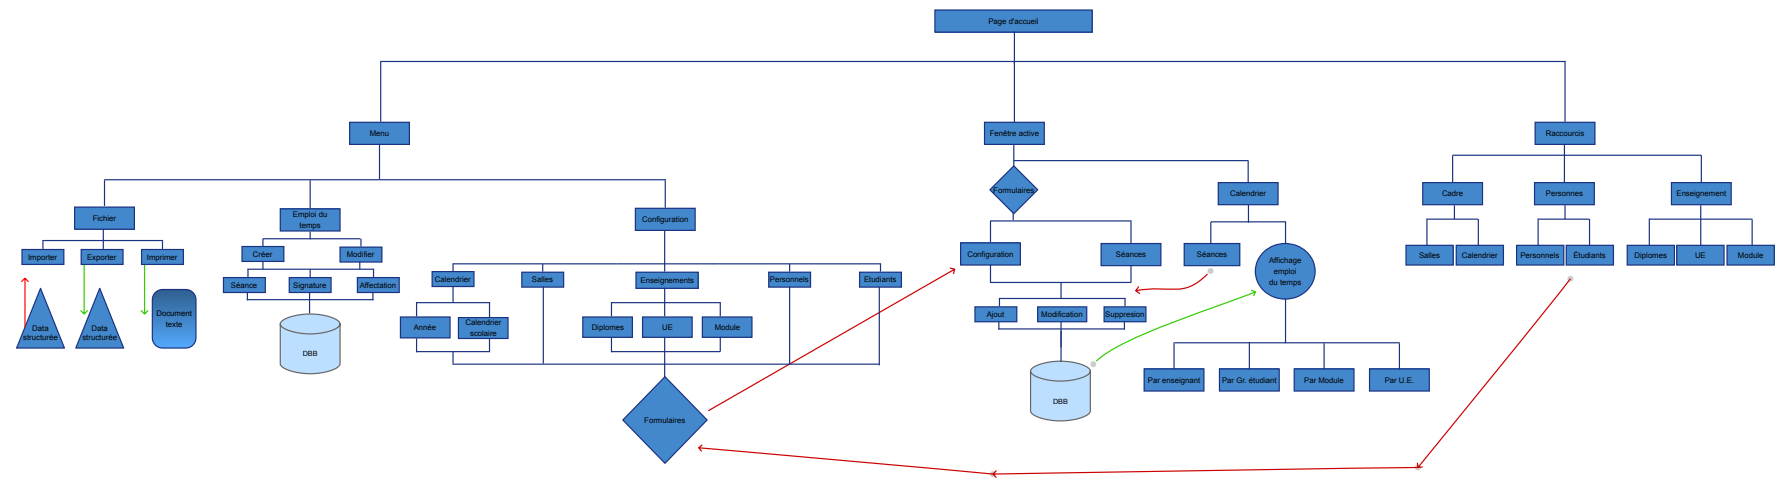 Page d'accueil
Menu
Fenêtre active
Raccourcis
Fichier
Emploi du
temps
Configuration
Formulaires
Calendrier
Cadre
Personnes
Enseignement
Importer
Exporter
Imprimer
Créer
Modifier
Séance
Signature
Affectation
Calendrier
Salles
Enseignements
Personnels
Etudiants
Configuration
Séances
Séances
Affichage
emploi
du temps
Salles
Calendrier
Personnels
Étudiants
Diplomes
UE
Module
Data
structurée
Data
structurée
Document
texte
DBB
Année
Calendrier
scolaire
Diplomes
UE
Module
Ajout
Modification
Suppresion
Formulaires
DBB
Par enseignant
Par Gr. étudiant
Par Module
Par U.E.